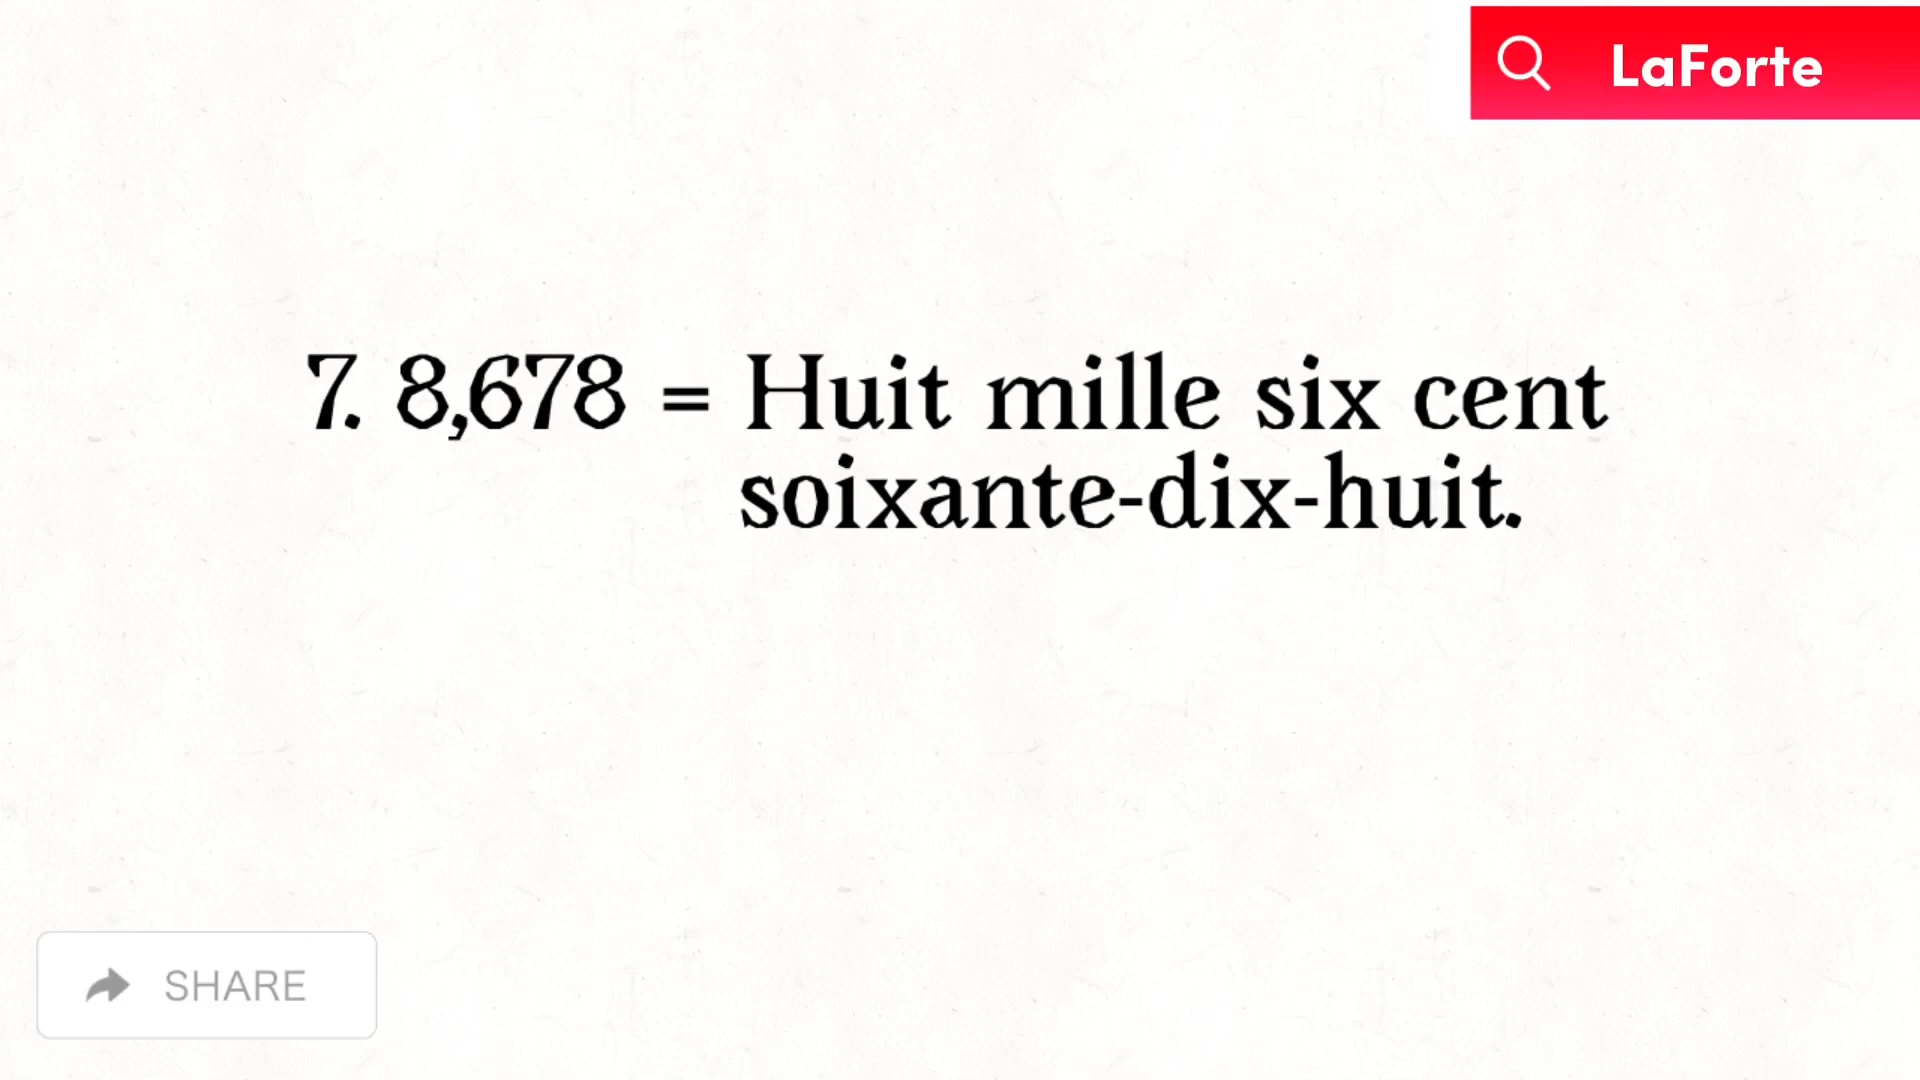 LaForte
7. 8,678 = Huit mille six cent
soixante-dix-huit.
SHARE